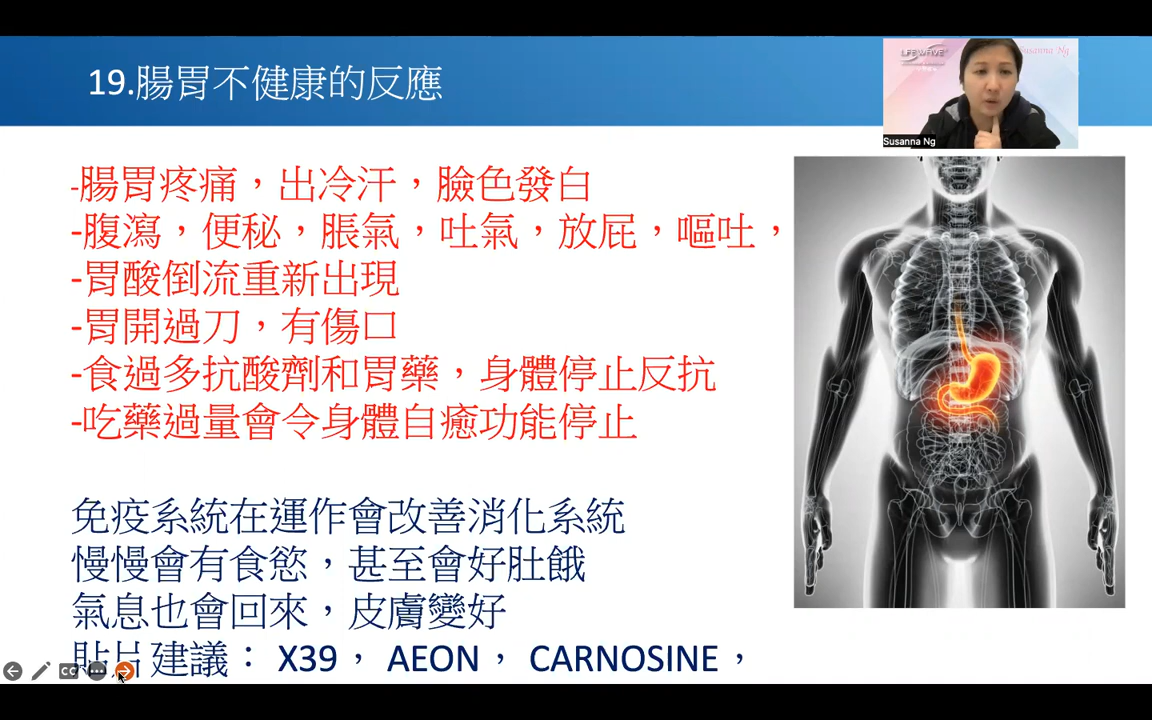 19.腸胃不健康的反應
LIFEWAVE
Susanna Ng
Susanna Ng
-腸胃疼痛，出冷汗，臉色發白
-腹瀉，便秘，脹氣，吐氣，放屁，嘔吐，
-胃酸倒流重新出現
-胃開過刀，有傷口
-食過多抗酸劑和胃藥，身體停止反抗
-吃藥過量會令身體自癒功能停止
免疫系統在運作會改善消化系統
慢慢會有食慾，甚至會好肚餓
氣息也會回來，皮膚變好
貼片建議： X39， AEON， CARNOSINE，
CC